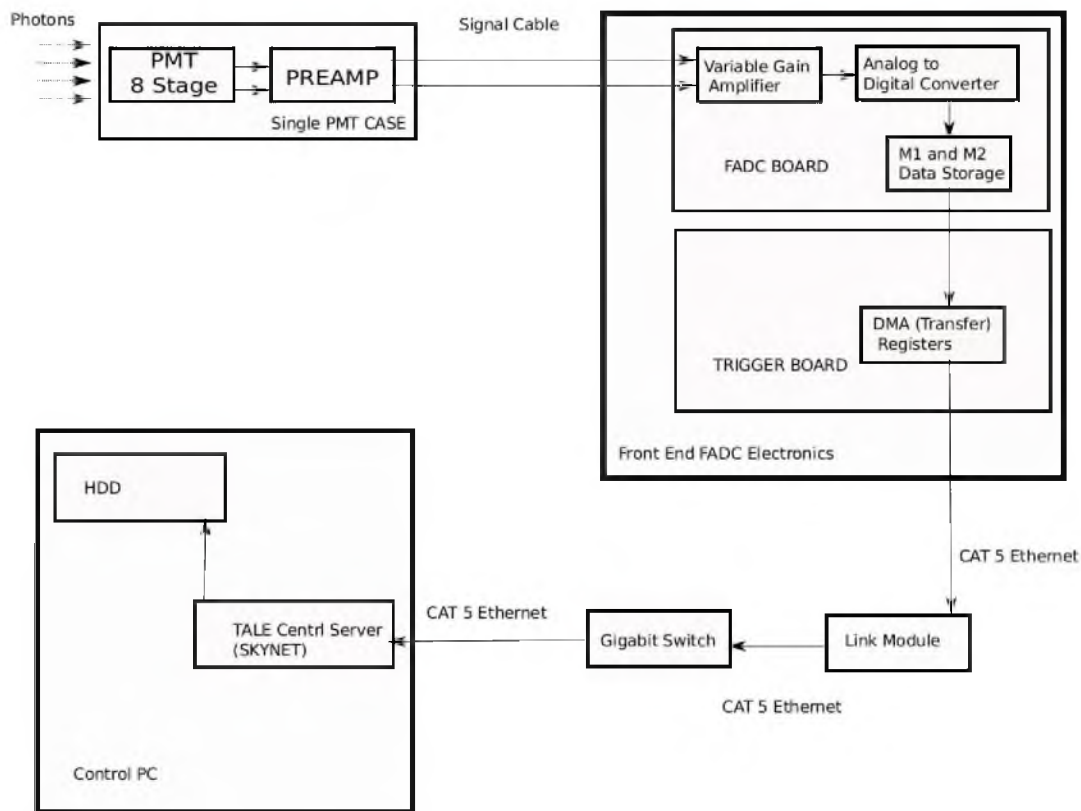 Photons
Signal Cable
PMT
8 Stage
PREAMP
Single PMT CASE
Variable Gain
Amplifier
Analog to
Digital Converter
FADC BOARD
M1 and M2
Data Storage
DMA (Transfer)
Registers
TRIGGER BOARD
Front End FADC Electronics
HDD
CAT 5 Ethernet
TALE Centrl Server
(SKYNET)
CAT 5 Ethernet
Gigabit Switch
Link Module
CAT 5 Ethernet
Control PC